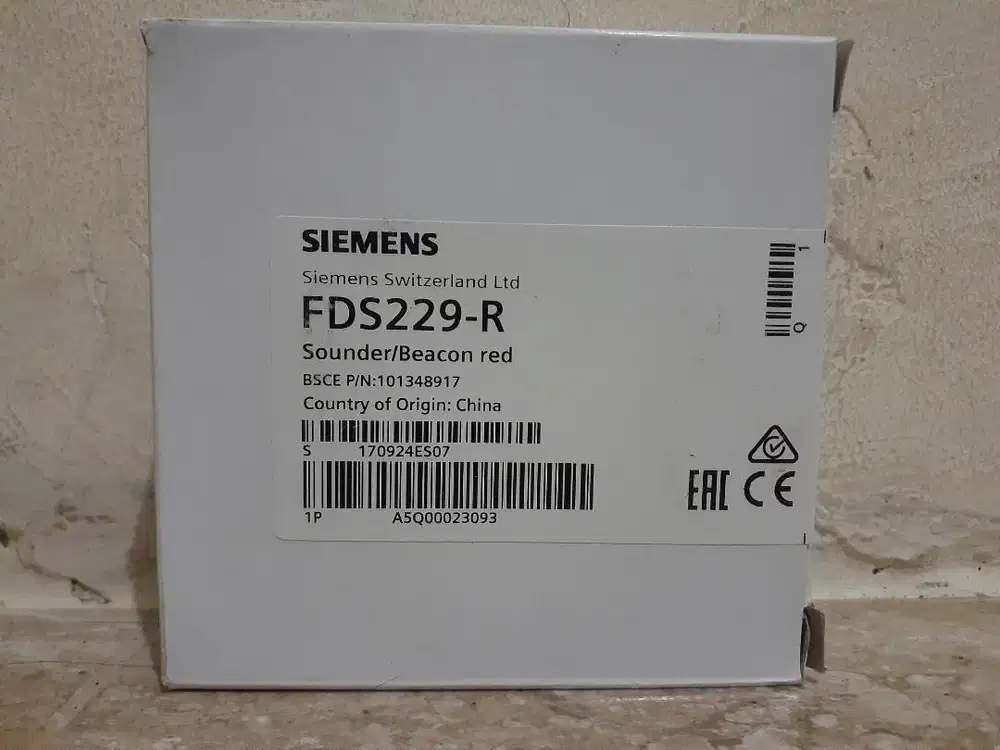 SIEMENS
Siemens Switzerland Ltd
FDS229-R
Sounder/Beacon red
BSCE P/N:101348917
Country of Origin: China
S 170924ES07
1P A5Q00023093
Q 1
EAC CE